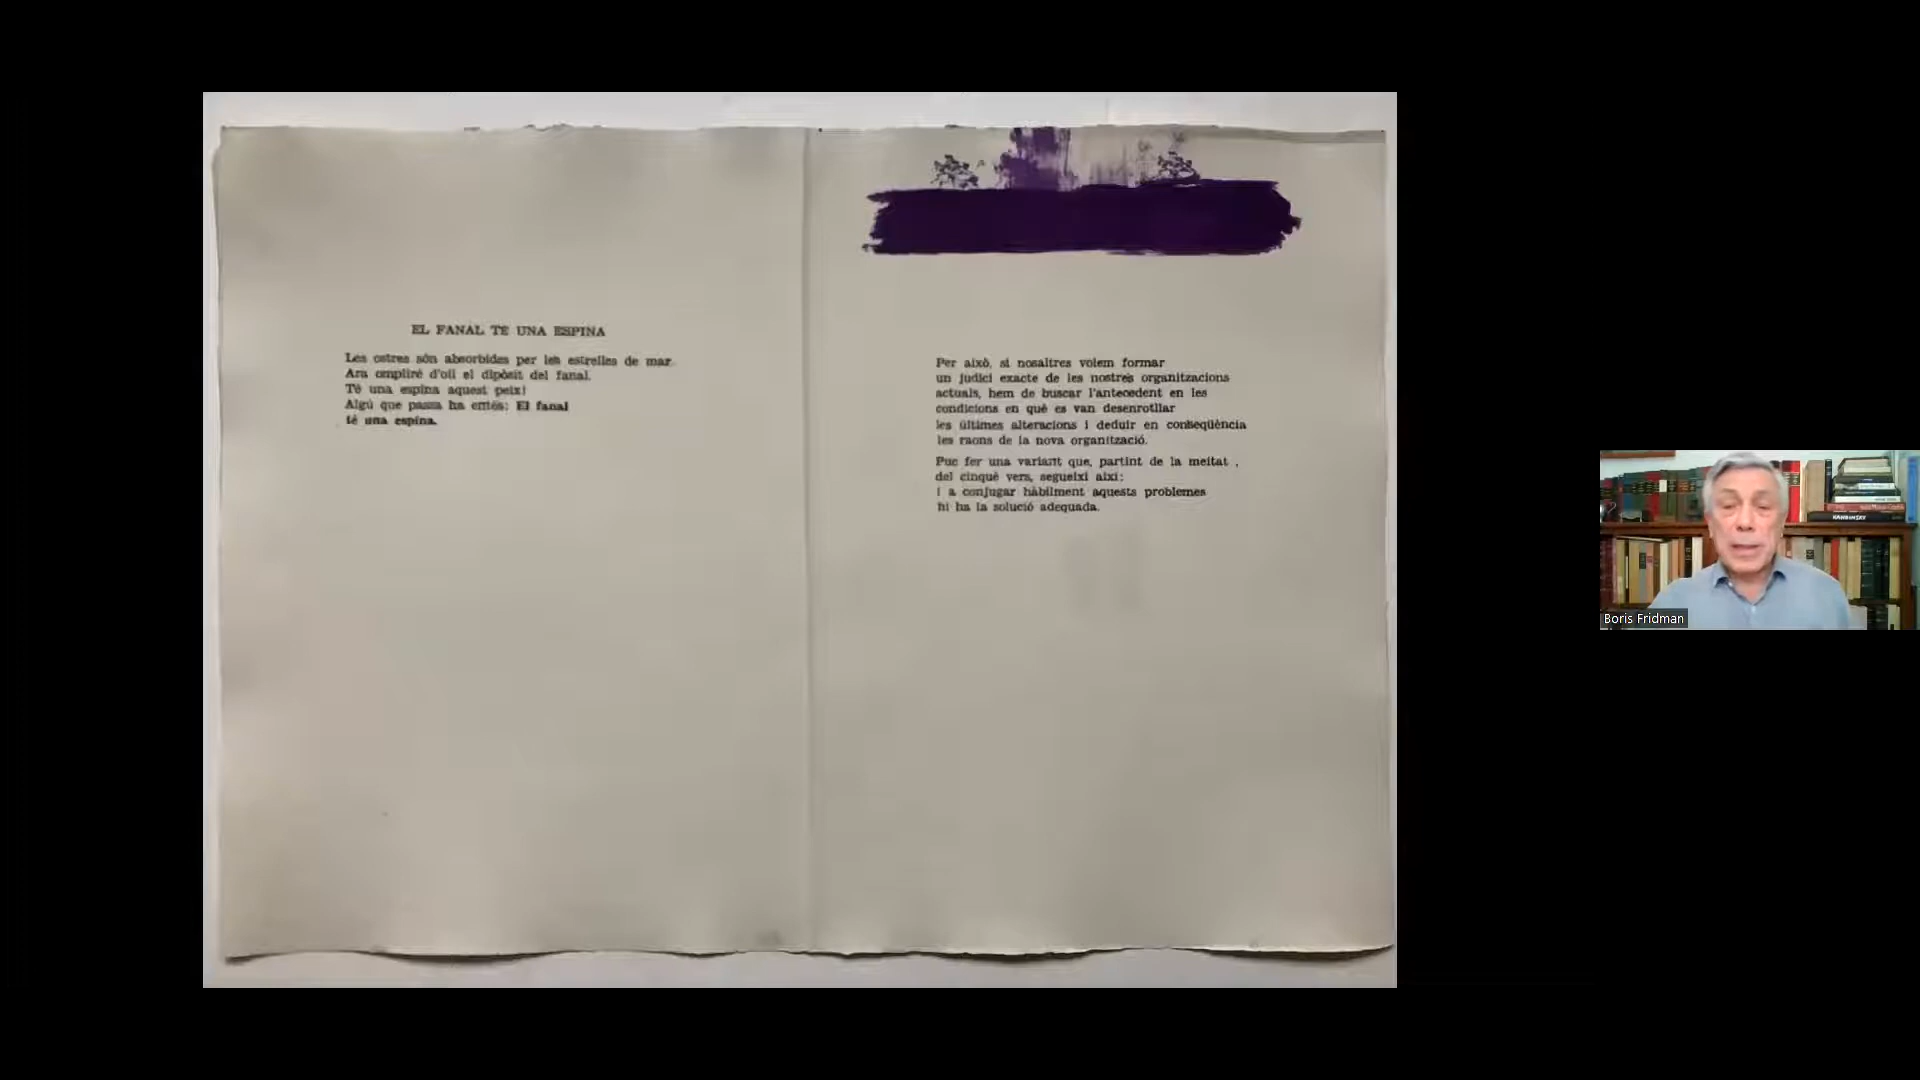 EL FANAL TÉ UNA ESPINA
Les ostres són absorbides per les estrelles de mar.
Ara ompliré d'oli el dipòsit del fanal.
Té una espina aquest peix!
Algú que passa ha entès: El fanal
té una espina.
Per això, si nosaltres volem formar
un judici exacte de les nostres organitzacions
actuals, hem de buscar l'antecedent en les
condicions en què es van desenrotllar
les últimes alteracions i deduir en conseqüència
les raons de la nova organització.
Puc fer una variant que, partint de la meitat ,
del cinquè vers, segueixi així:
i a conjugar hàbilment aquests problemes
hi ha la solució adequada.
KANDINSKY
Boris Fridman